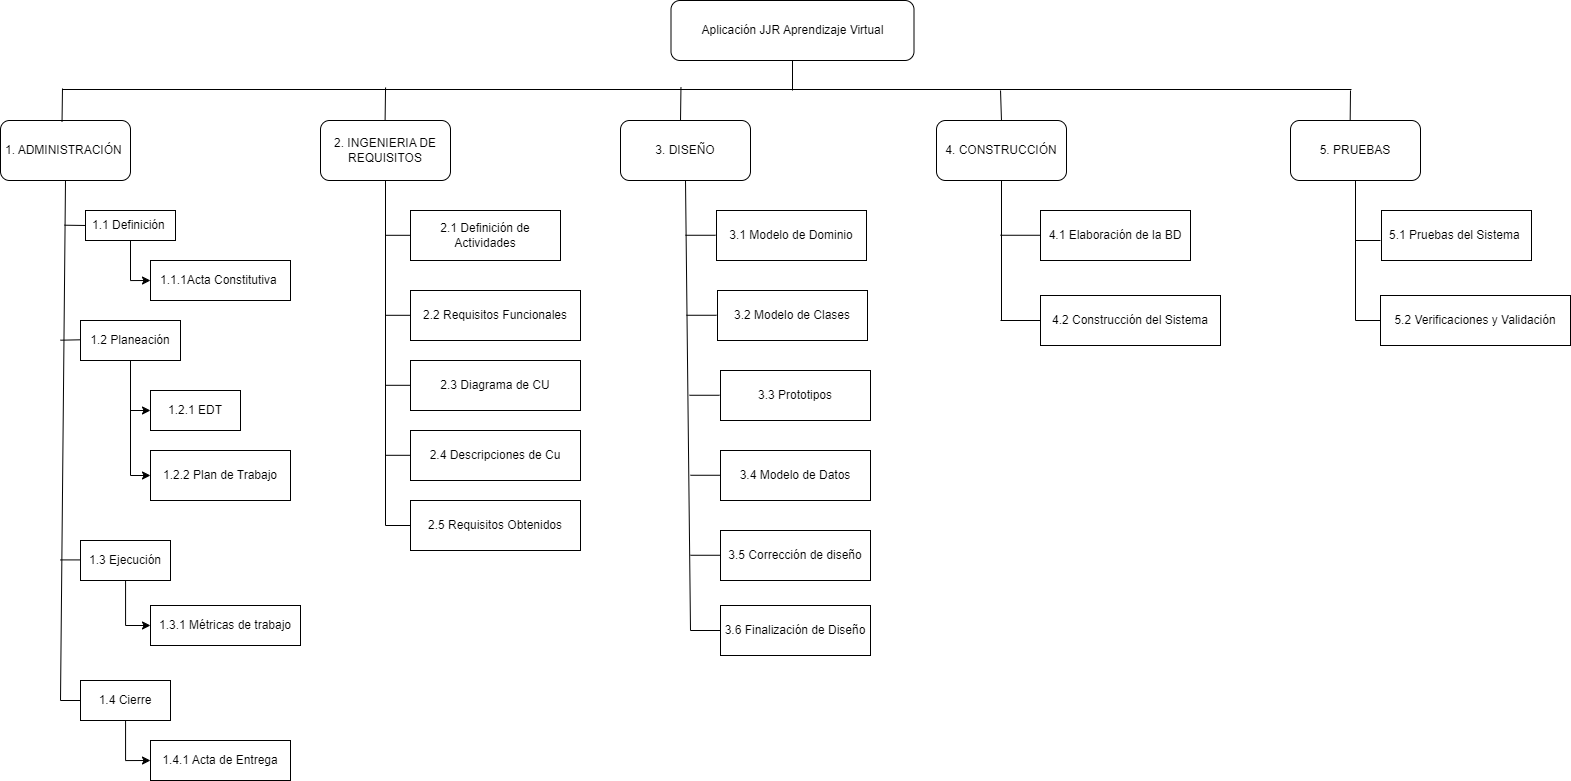 Aplicación JJR Aprendizaje Virtual
1. ADMINISTRACIÓN
1.1 Definición
1.1.1Acta Constitutiva
1.2 Planeación
1.2.1 EDT
1.2.2 Plan de Trabajo
1.3 Ejecución
1.3.1 Métricas de trabajo
1.4 Cierre
1.4.1 Acta de Entrega
2. INGENIERIA DE
REQUISITOS
2.1 Definición de
Actividades
2.2 Requisitos Funcionales
2.3 Diagrama de CU
2.4 Descripciones de Cu
2.5 Requisitos Obtenidos
3. DISEÑO
3.1 Modelo de Dominio
3.2 Modelo de Clases
3.3 Prototipos
3.4 Modelo de Datos
3.5 Corrección de diseño
3.6 Finalización de Diseño
4. CONSTRUCCIÓN
4.1 Elaboración de la BD
4.2 Construcción del Sistema
5. PRUEBAS
5.1 Pruebas del Sistema
5.2 Verificaciones y Validación